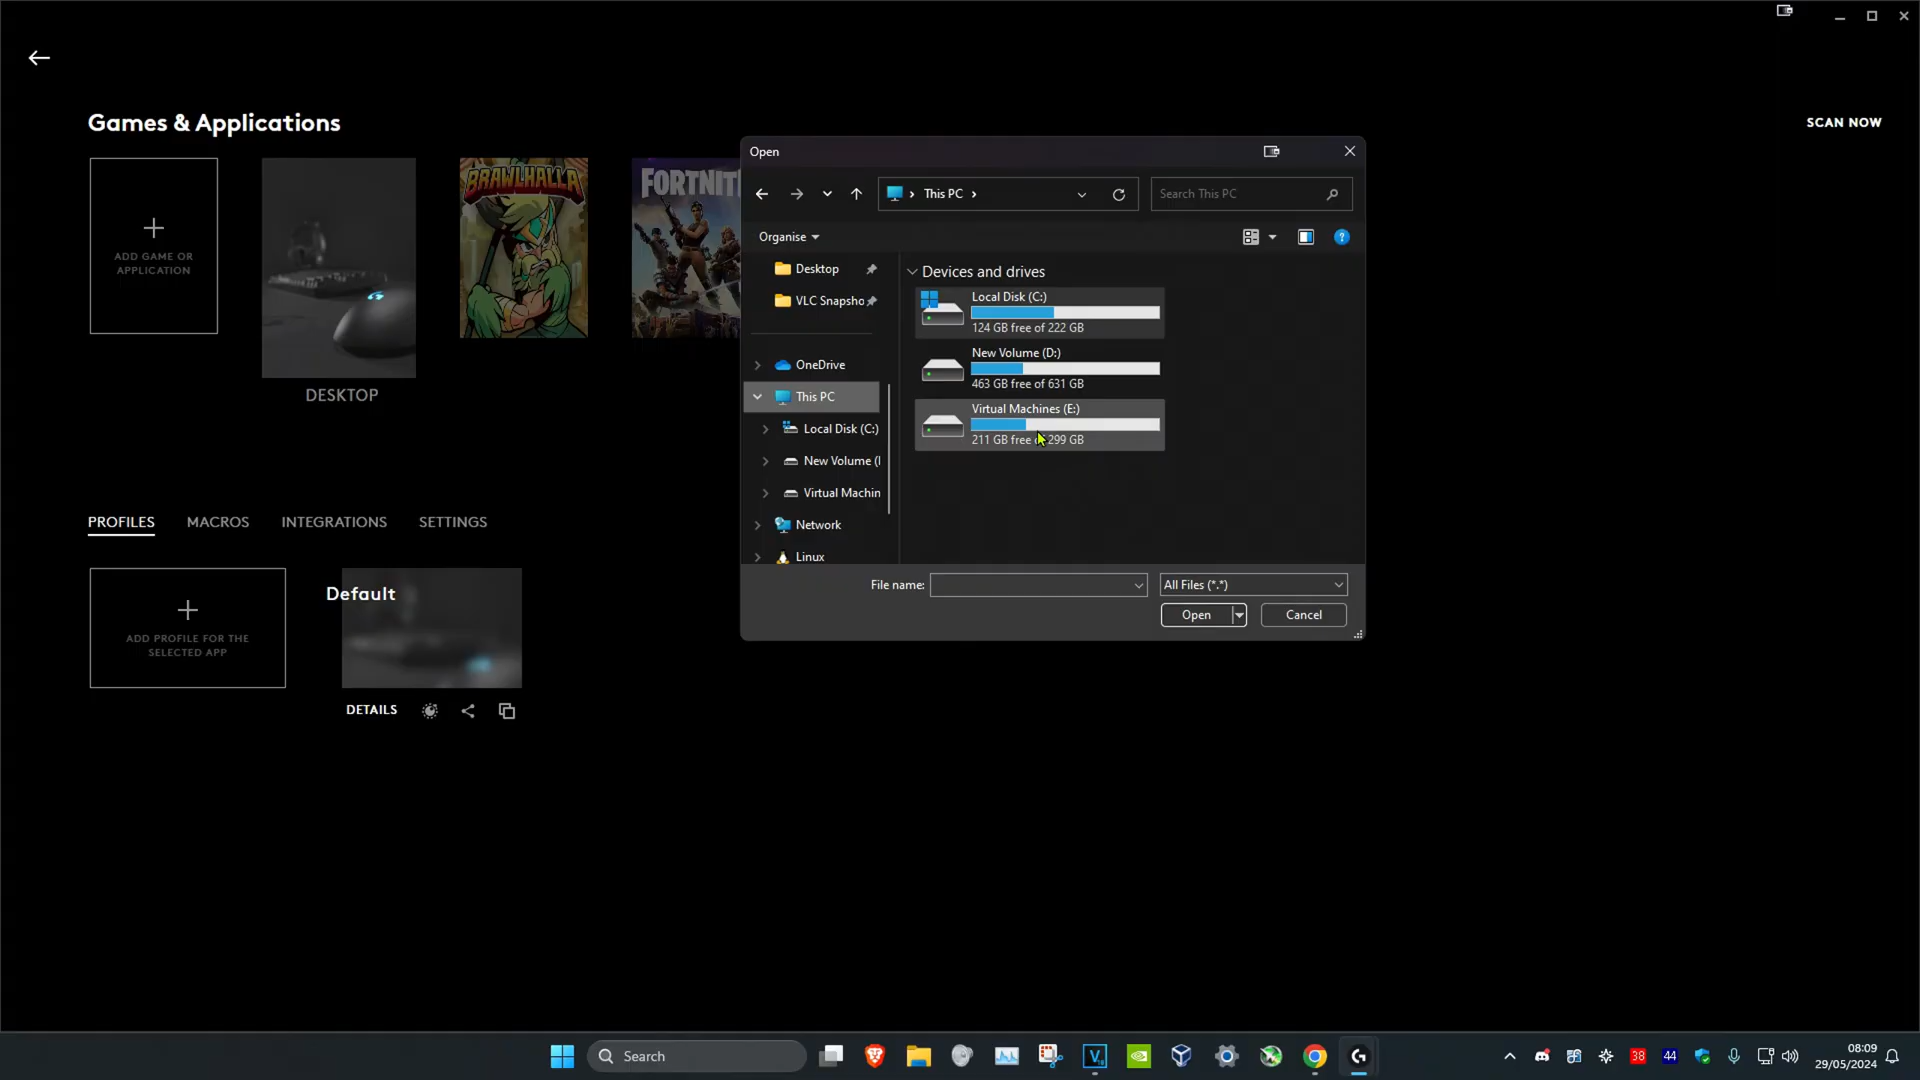 Games & Applications
SCAN NOW
ADD GAME OR
APPLICATION
DESKTOP
BRAWLHALLA
FORTNIT
Open
This PC
Search This PC
Organise
Desktop
VLC Snapsho
OneDrive
This PC
Local Disk (C:)
New Volume (
Virtual Machin
Network
Linux
Devices and drives
Local Disk (C:)
124 GB free of 222 GB
New Volume (D:)
463 GB free of 631 GB
Virtual Machines (E:)
211 GB free of 299 GB
File name:
All Files (*.*)
Open
Cancel
PROFILES
MACROS
INTEGRATIONS
SETTINGS
ADD PROFILE FOR THE
SELECTED APP
Default
DETAILS
Search
38
44
08:09
29/05/2024